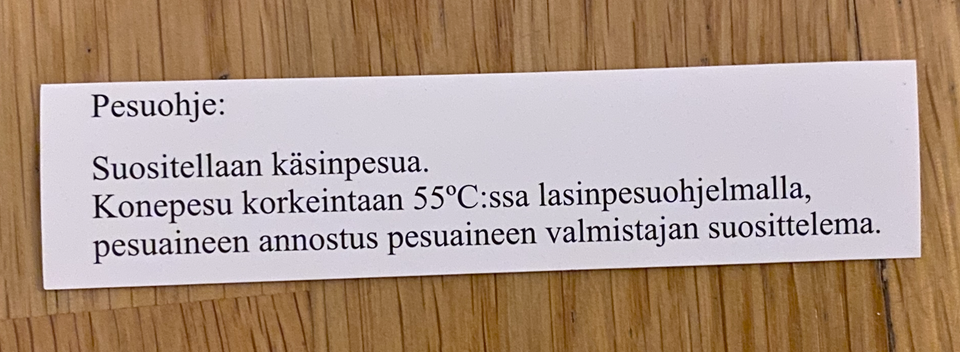 Pesuohje:
Suositellaan käsinpesua.
Konepesu korkeintaan 55ºC:ssa lasinpesuohjelmalla,
pesuaineen annostus pesuaineen valmistajan suosittelema.